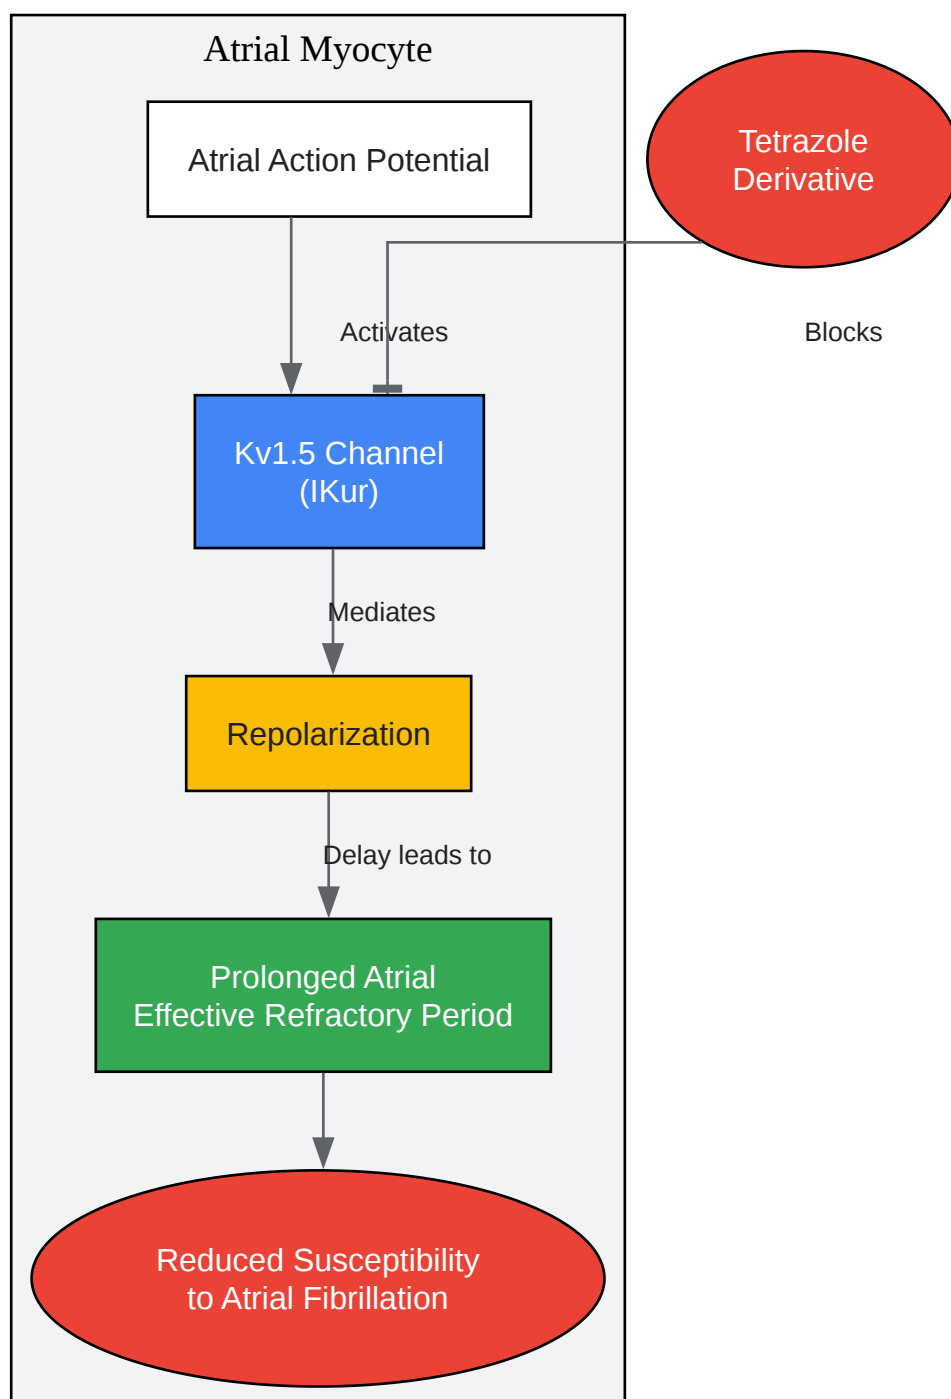 Atrial Myocyte
Atrial Action Potential
Tetrazole
Derivative
Activates
Blocks
Kv1.5 Channel
(IKur)
Mediates
Repolarization
Delay leads to
Prolonged Atrial
Effective Refractory Period
Reduced Susceptibility
to Atrial Fibrillation